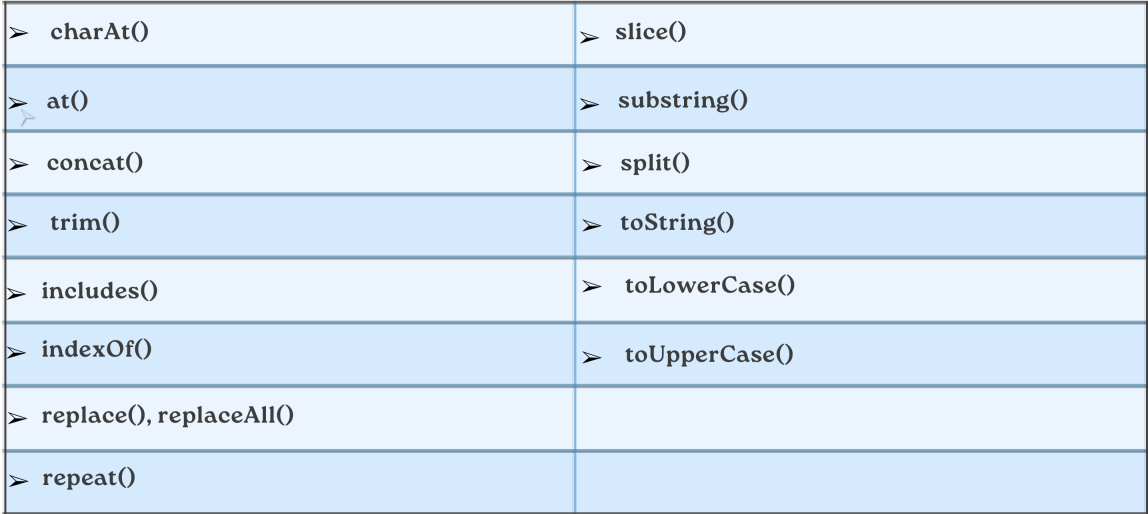 ➢ charAt()
➢ slice()
➢ at()
➢ substring()
➢ concat()
➢ split()
➢ trim()
➢ toString()
➢ includes()
➢ toLowerCase()
➢ indexOf()
➢ toUpperCase()
➢ replace(), replaceAll()
➢ repeat()